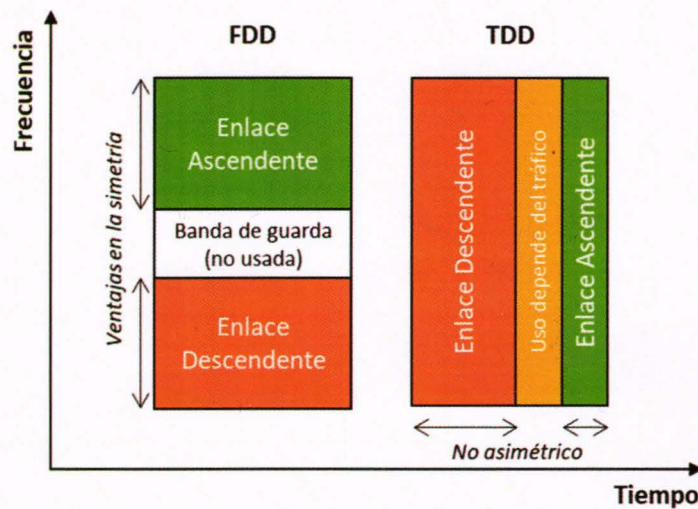 FDD
TDD
Frecuencia
Ventajas en la simetría
Enlace
Ascendente
Banda de guarda
(no usada)
Enlace
Descendente
Enlace Descendente
Uso depende del tráfico
Enlace Ascendente
No asimétrico
Tiempo